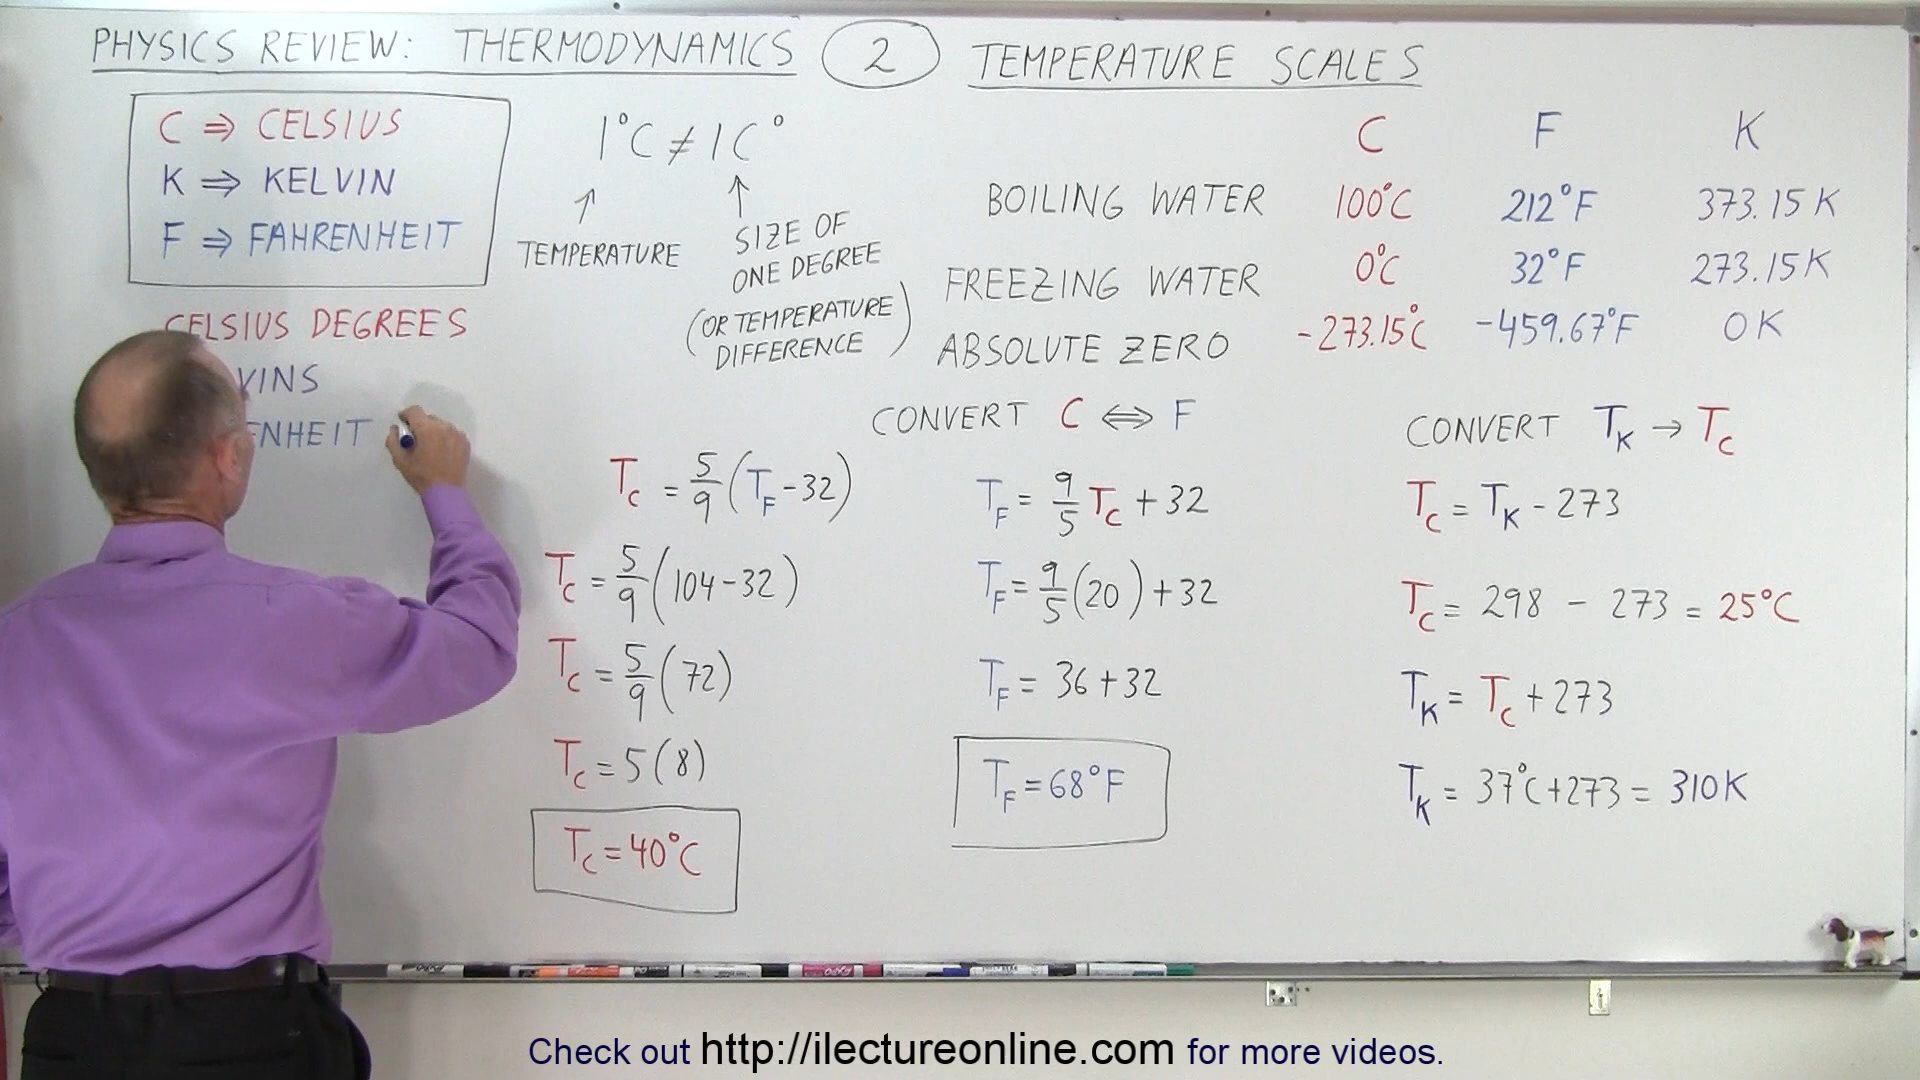 PHYSICS REVIEW: THERMODYNAMICS 2 TEMPERATURE SCALES
C ⇒ CELSIUS
K ⇒ KELVIN
F ⇒ FAHRENHEIT
CELSIUS DEGREES
VINS
ENHEIT
1°C ≠ 1C°
↑ ↑
TEMPERATURE
SIZE OF
ONE DEGREE
(OR TEMPERATURE
DIFFERENCE)
C F K
BOILING WATER 100°C 212°F 373.15 K
FREEZING WATER 0°C 32°F 273.15 K
ABSOLUTE ZERO -273.15°C -459.67°F 0 K
CONVERT C ⇔ F
T_C = 5/9 (T_F - 32)
T_C = 5/9 (104 - 32)
T_C = 5/9 (72)
T_C = 5 (8)
T_C = 40°C
T_F = 9/5 T_C + 32
T_F = 9/5 (20) + 32
T_F = 36 + 32
T_F = 68°F
CONVERT T_K → T_C
T_C = T_K - 273
T_C = 298 - 273 = 25°C
T_K = T_C + 273
T_K = 37°C + 273 = 310 K
Check out http://ilectureonline.com for more videos.